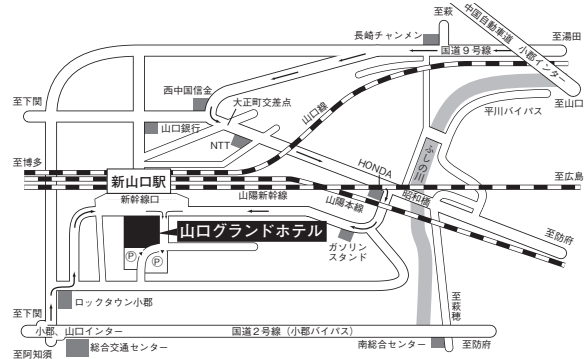 至萩
中国自動車道
小郡インター
長崎チャンメン
国道9号線
至湯田
西中国信金
大正町交差点
至下関
山口線
至山口
平川バイパス
山口銀行
NTT
ふしの川
HONDA
至博多
新山口駅
至広島
新幹線口
山陽新幹線
山陽本線
昭和橋
山口グランドホテル
ガソリン
スタンド
至防府
P
P
ロックタウン小郡
至萩穂
至下関
小郡、山口インター
国道2号線(小郡バイパス)
至阿知須
総合交通センター
南総合センター
至防府